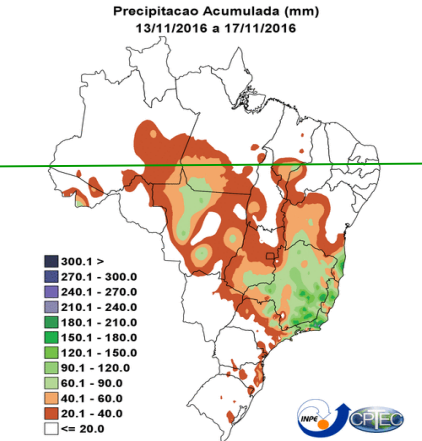 Precipitacao Acumulada (mm)
13/11/2016 a 17/11/2016
300.1 >
270.1 - 300.0
240.1 - 270.0
210.1 - 240.0
180.1 - 210.0
150.1 - 180.0
120.1 - 150.0
90.1 - 120.0
60.1 - 90.0
40.1 - 60.0
20.1 - 40.0
<= 20.0
INPE
CPTEC